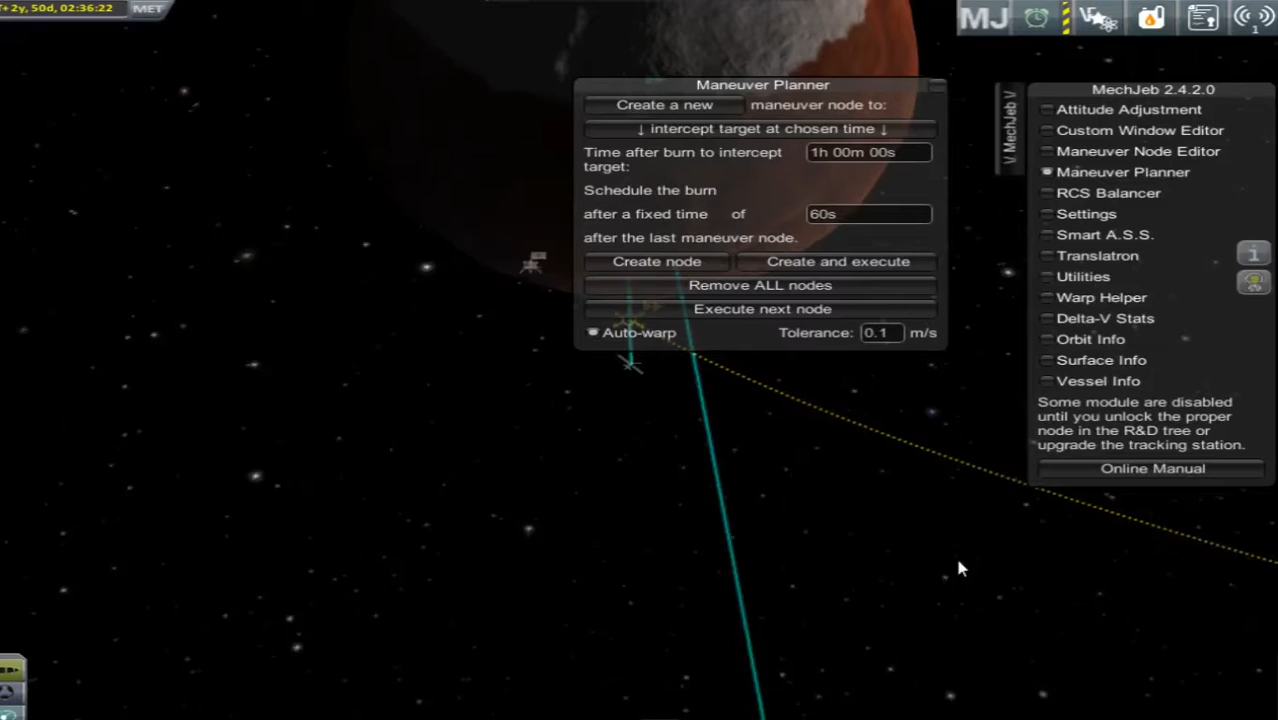 T+ 2y, 50d, 02:36:22 MET
MJ
1
Maneuver Planner
Create a new maneuver node to:
↓ intercept target at chosen time ↓
Time after burn to intercept target: 1h 00m 00s
Schedule the burn
after a fixed time of 60s
after the last maneuver node.
Create node Create and execute
Remove ALL nodes
Execute next node
Auto-warp Tolerance: 0.1 m/s
V MechJeb V
MechJeb 2.4.2.0
Attitude Adjustment
Custom Window Editor
Maneuver Node Editor
Maneuver Planner
RCS Balancer
Settings
Smart A.S.S.
Translatron
Utilities
Warp Helper
Delta-V Stats
Orbit Info
Surface Info
Vessel Info
Some module are disabled
until you unlock the proper
node in the R&D tree or
upgrade the tracking station.
Online Manual